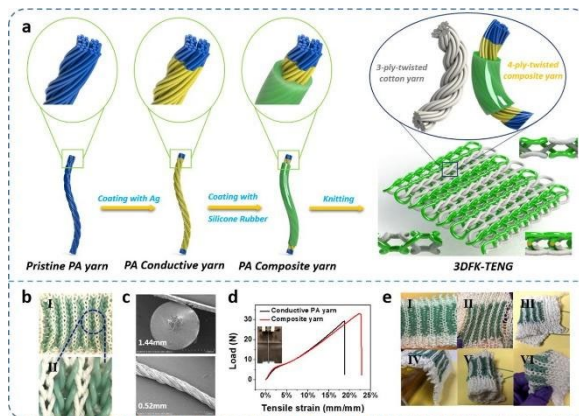 a
3-ply-twisted
cotton yarn
4-ply-twisted
composite yarn
Coating with Ag
Coating with
Silicone Rubber
Knitting
Pristine PA yarn
PA Conductive yarn
PA Composite yarn
3DFK-TENG
b
I
II
c
1.44mm
0.52mm
d
Conductive PA yarn
Composite yarn
Load (N)
40
30
20
10
0
0%
5%
10%
15%
20%
25%
Tensile strain (mm/mm)
e
I
II
III
IV
V
VI